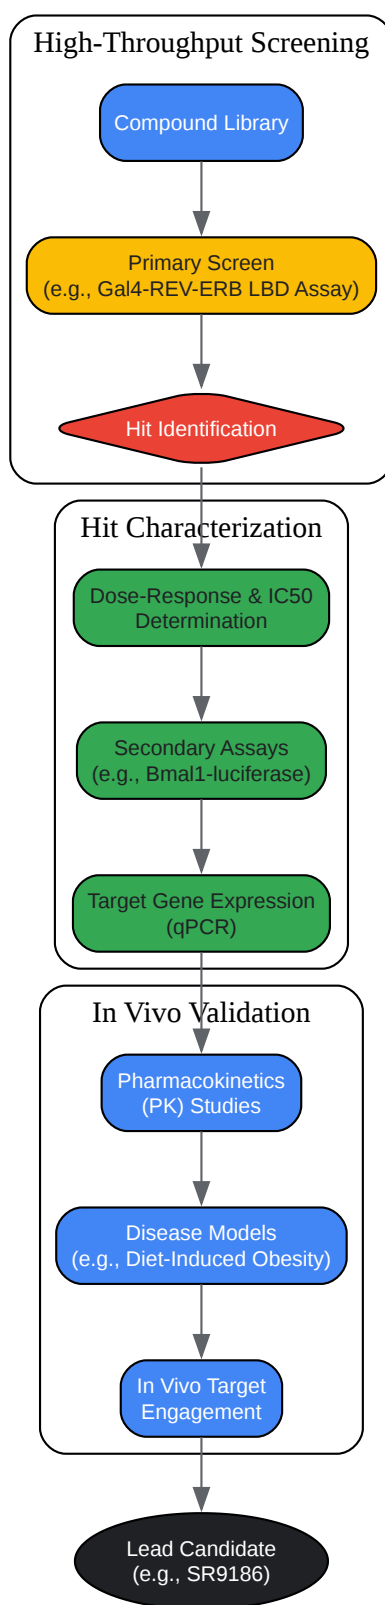 High-Throughput Screening
Compound Library
Primary Screen
(e.g., Gal4-REV-ERB LBD Assay)
Hit Identification
Hit Characterization
Dose-Response & IC50
Determination
Secondary Assays
(e.g., Bmal1-luciferase)
Target Gene Expression
(qPCR)
In Vivo Validation
Pharmacokinetics
(PK) Studies
Disease Models
(e.g., Diet-Induced Obesity)
In Vivo Target
Engagement
Lead Candidate
(e.g., SR9186)